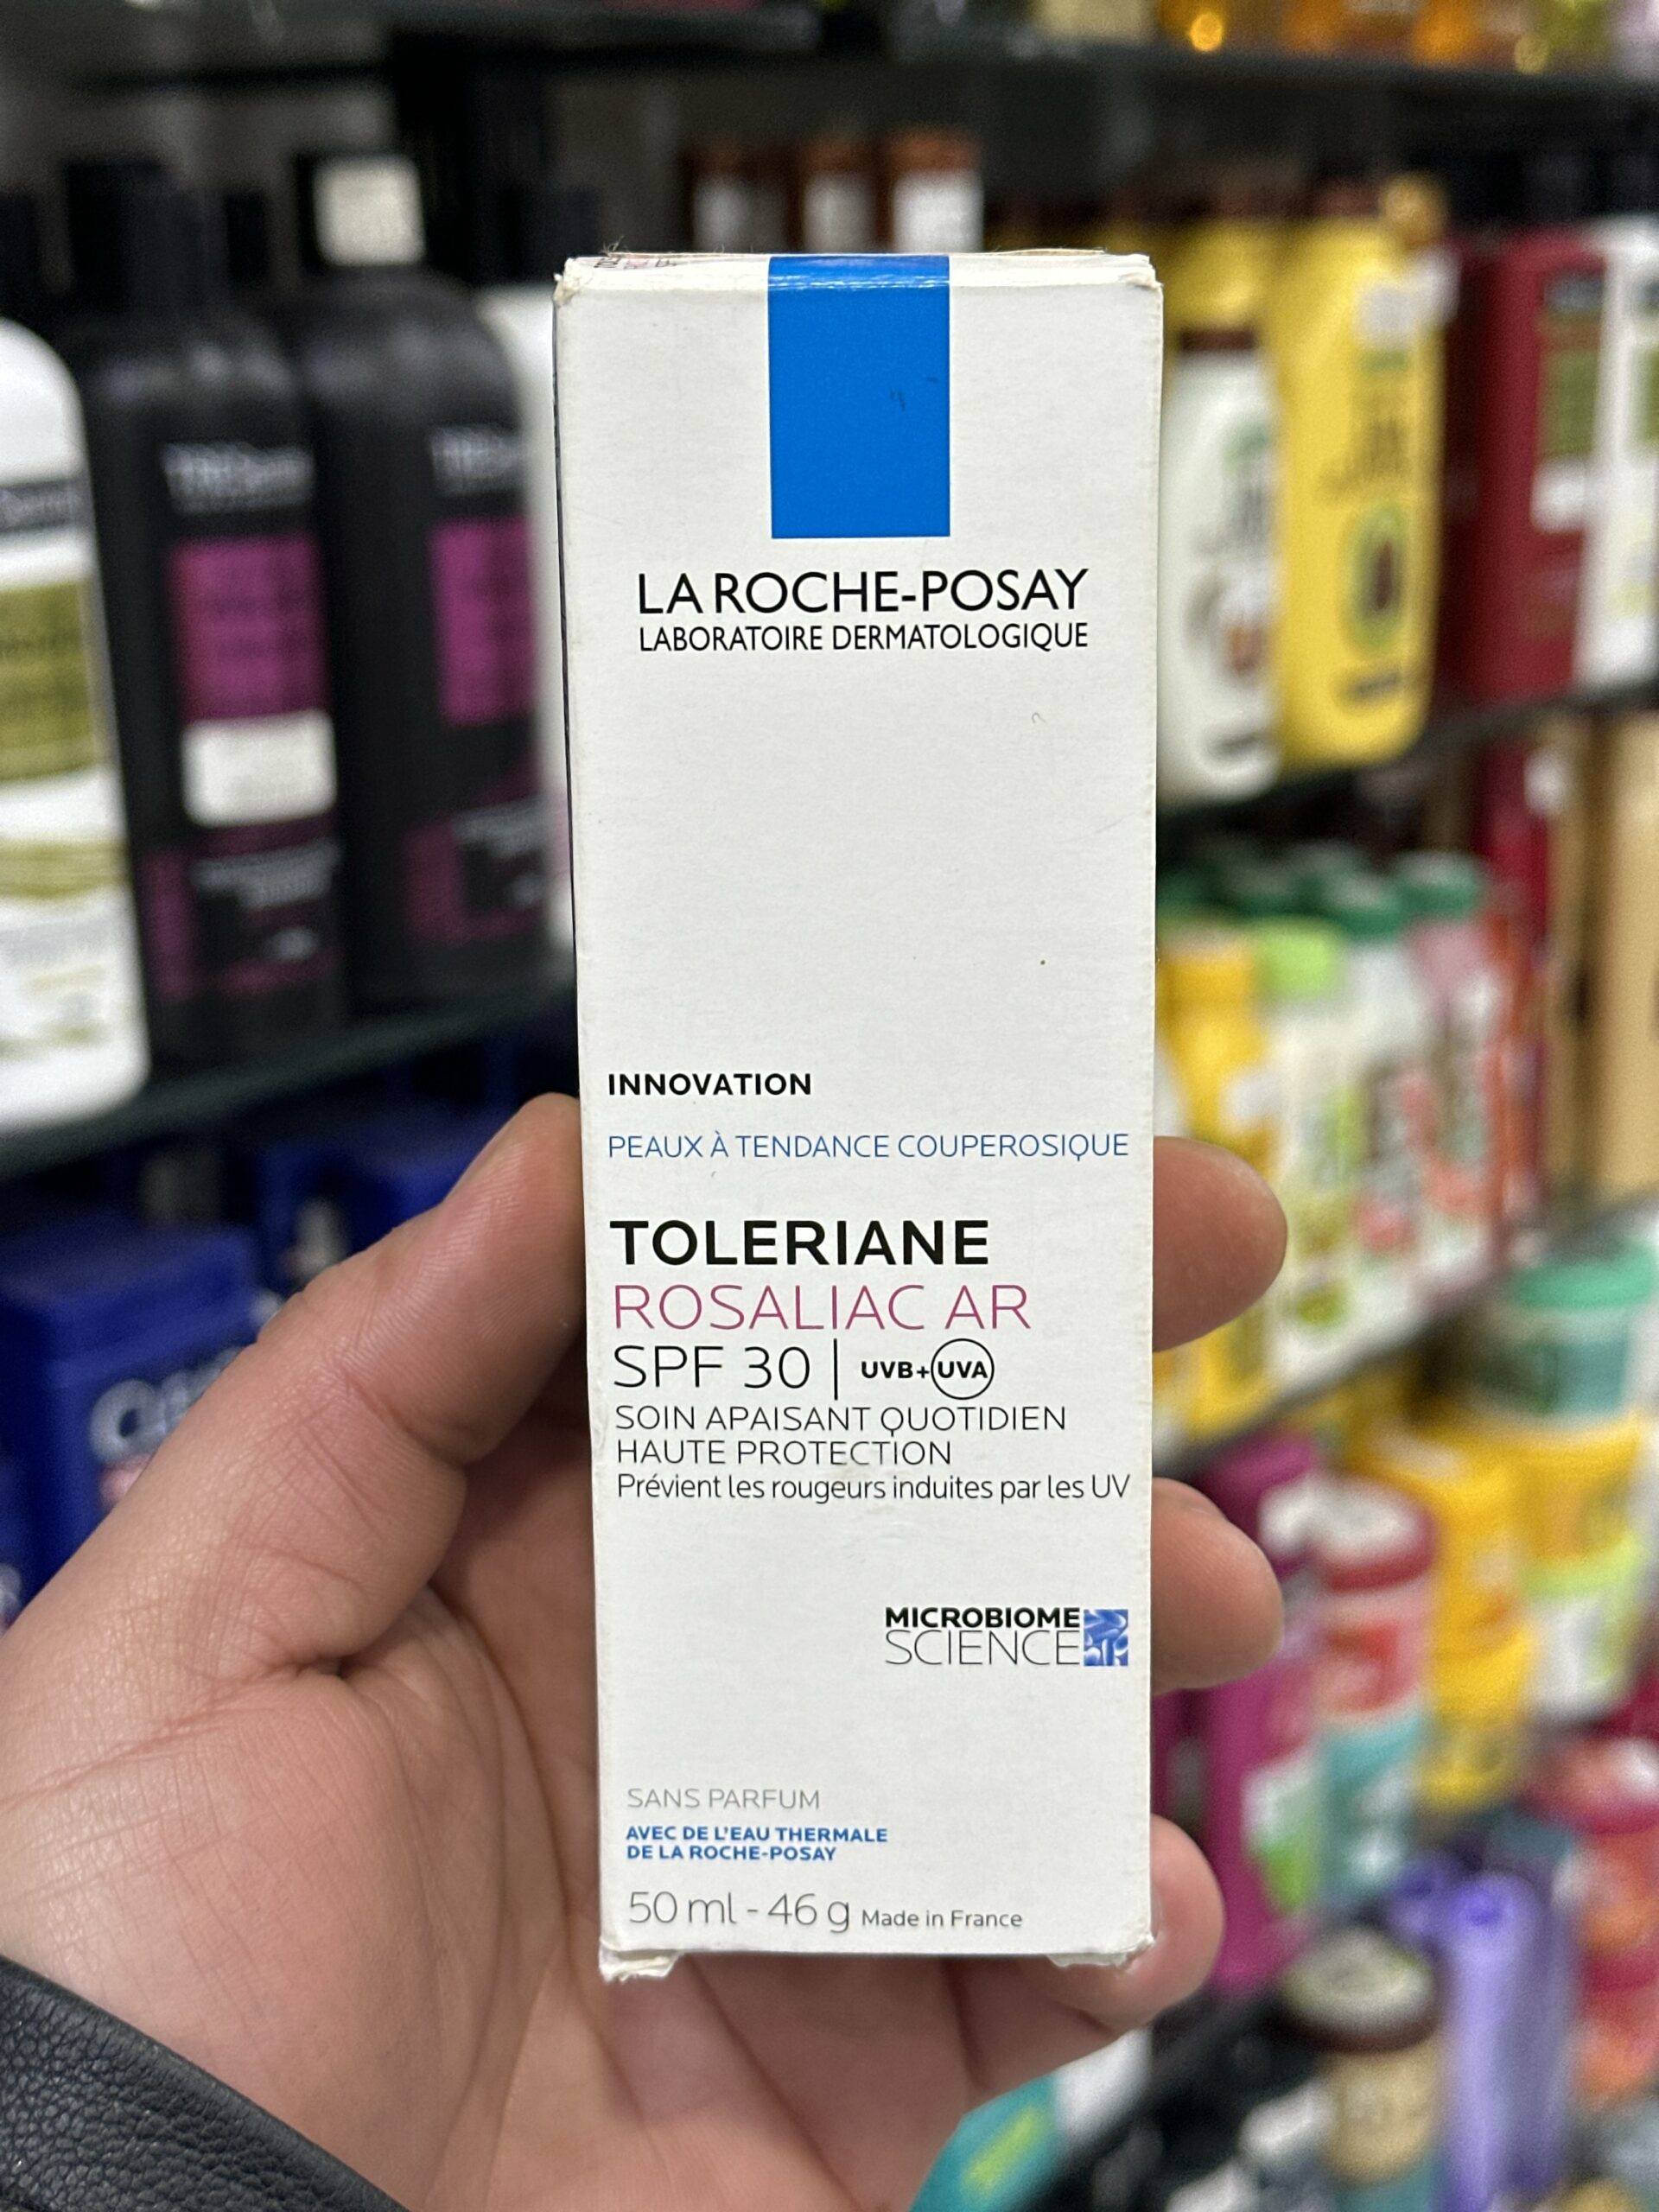 LA ROCHE-POSAY
LABORATOIRE DERMATOLOGIQUE
INNOVATION
PEAUX À TENDANCE COUPEROSIQUE
TOLERIANE
ROSALIAC AR
SPF 30 | UVB+UVA
SOIN APAISANT QUOTIDIEN
HAUTE PROTECTION
Prévient les rougeurs induites par les UV
MICROBIOME
SCIENCE
SANS PARFUM
AVEC DE L'EAU THERMALE
DE LA ROCHE-POSAY
50 ml - 46 g Made in France